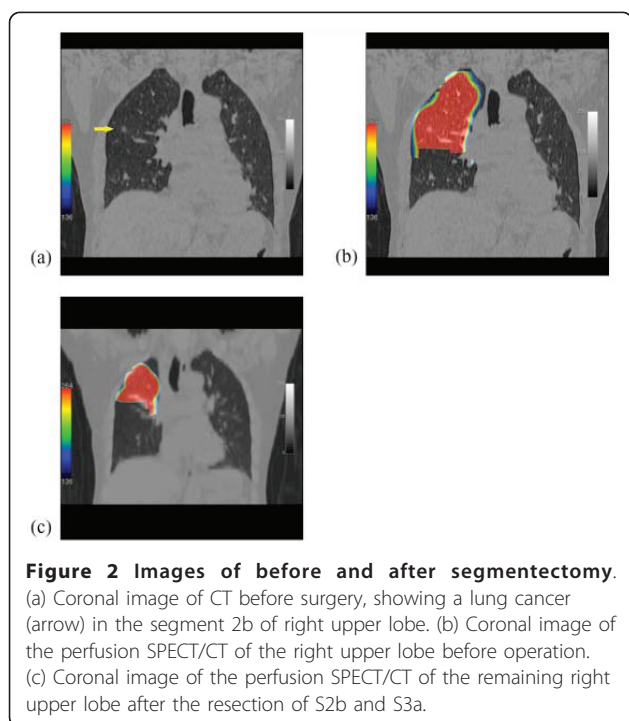 (a)
136
(b)
136
(c)
136
Figure 2 Images of before and after segmentectomy.
(a) Coronal image of CT before surgery, showing a lung cancer
(arrow) in the segment 2b of right upper lobe. (b) Coronal image of
the perfusion SPECT/CT of the right upper lobe before operation.
(c) Coronal image of the perfusion SPECT/CT of the remaining right
upper lobe after the resection of S2b and S3a.